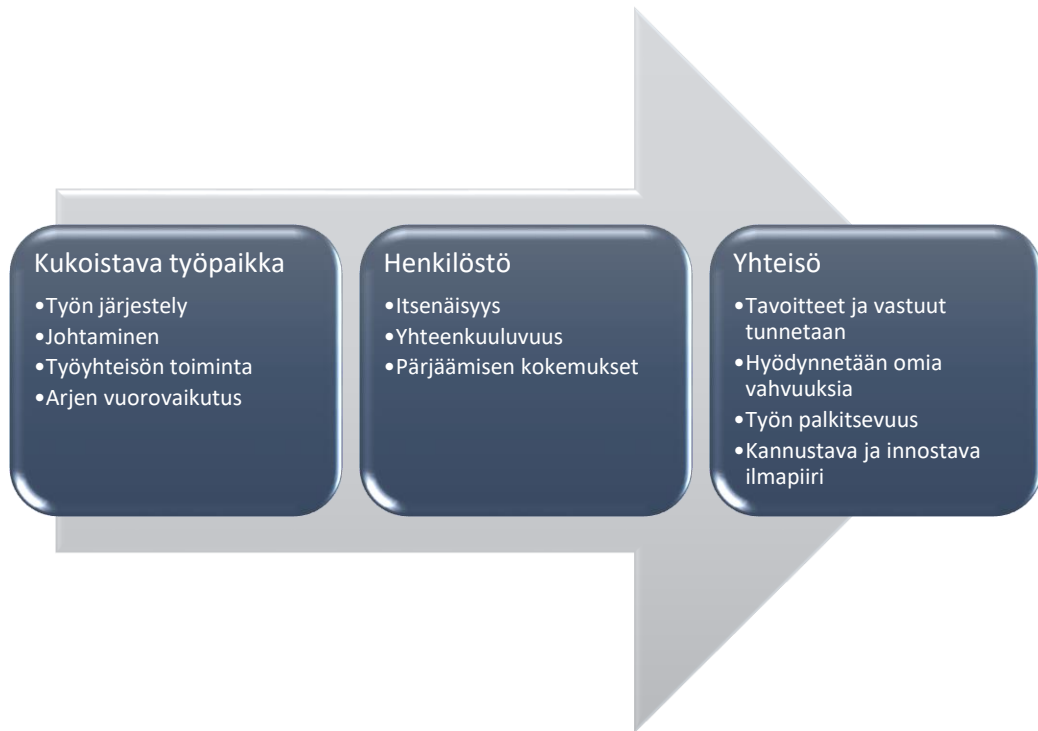 Kukoistava työpaikka
•Työn järjestely
•Johtaminen
•Työyhteisön toiminta
•Arjen vuorovaikutus
Henkilöstö
•Itsenäisyys
•Yhteenkuuluvuus
•Pärjäämisen kokemukset
Yhteisö
•Tavoitteet ja vastuut
tunnetaan
•Hyödynnetään omia
vahvuuksia
•Työn palkitsevuus
•Kannustava ja innostava
ilmapiiri